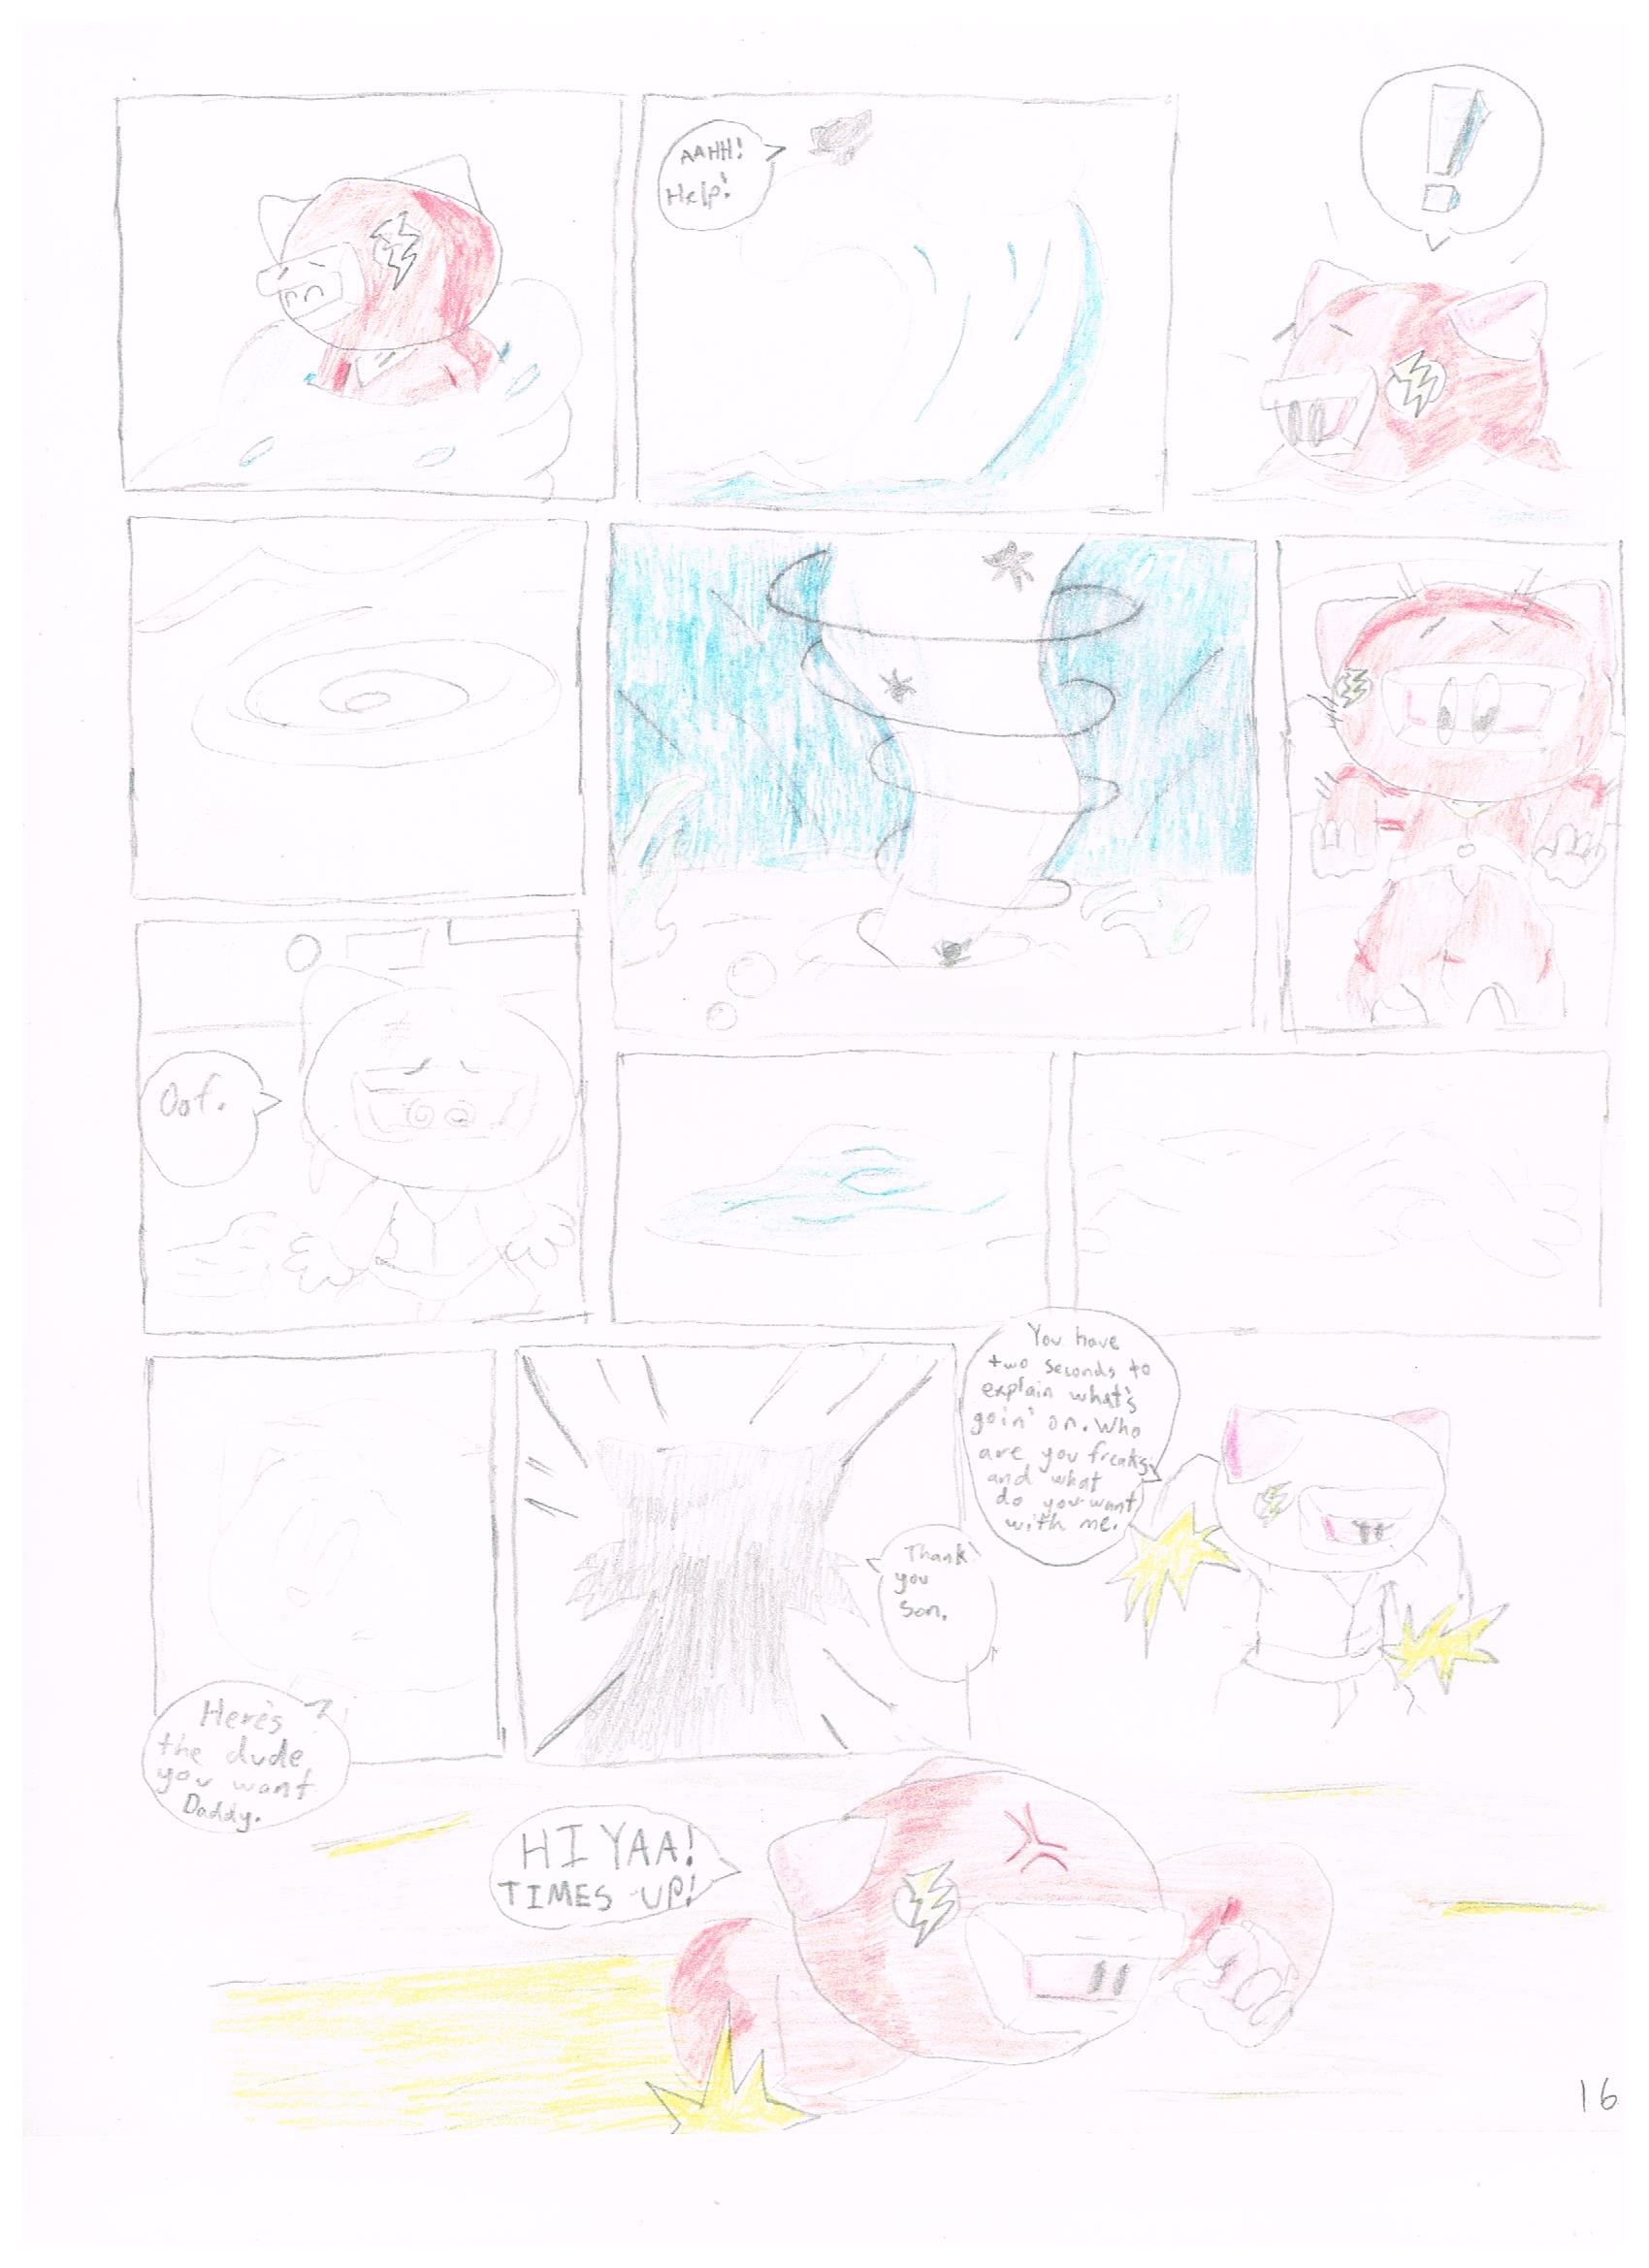 AAHH!
Help!
!
Oof.
Here's
the dude
you want
Daddy.
Thank
you
Son.
You have
two seconds to
explain what's
goin' on. Who
are you freaks
and what
do you want
with me.
HIYAA!
TIMES UP!
16